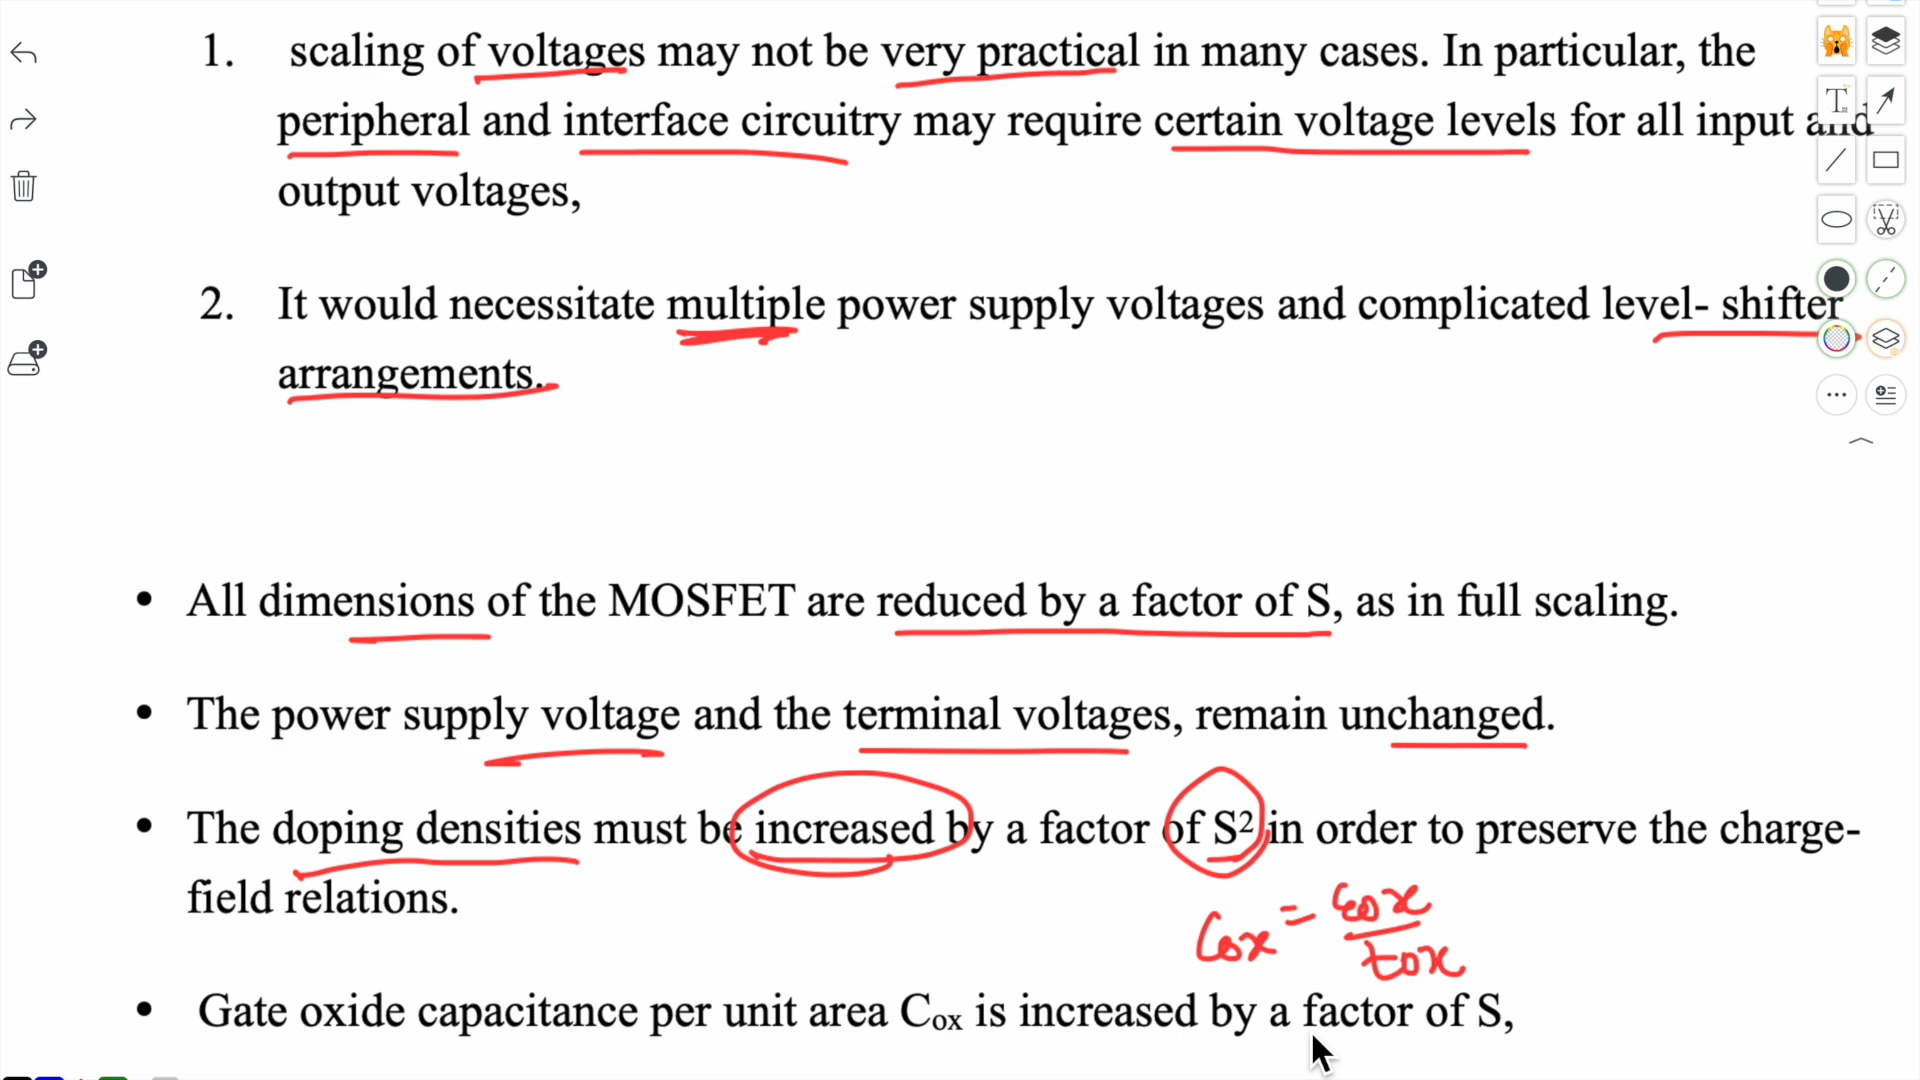 1. scaling of voltages may not be very practical in many cases. In particular, the
peripheral and interface circuitry may require certain voltage levels for all input and
output voltages,
2. It would necessitate multiple power supply voltages and complicated level- shifter
arrangements.
• All dimensions of the MOSFET are reduced by a factor of S, as in full scaling.
• The power supply voltage and the terminal voltages, remain unchanged.
• The doping densities must be increased by a factor of S² in order to preserve the charge-
field relations.
Cox = εox / tox
• Gate oxide capacitance per unit area Cox is increased by a factor of S,